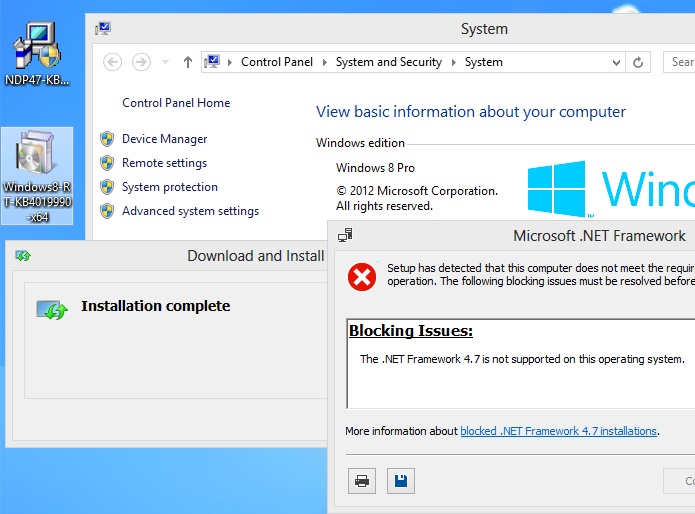 NDP47-KB...
Windows8-R
T-KB4019990
-x64
System
Control Panel
System and Security
System
Sear
Control Panel Home
Device Manager
Remote settings
System protection
Advanced system settings
View basic information about your computer
Windows edition
Windows 8 Pro
© 2012 Microsoft Corporation.
All rights reserved.
Wind
TM
Download and Install
Installation complete
Microsoft .NET Framework
Setup has detected that this computer does not meet the requir
operation. The following blocking issues must be resolved before
Blocking Issues:
The .NET Framework 4.7 is not supported on this operating system.
More information about blocked .NET Framework 4.7 installations.
Co